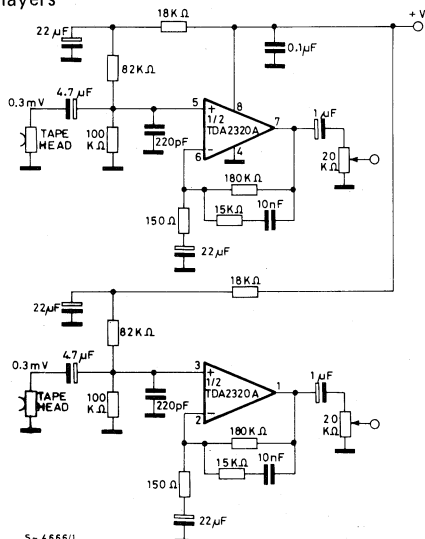 layers
18KΩ
+V
22µF
0.1µF
82KΩ
4.7µF
0.3mV
5
8
1/2
TDA2320A
7
1µF
TAPE
HEAD
100
KΩ
220pF
6
4
20
KΩ
180KΩ
150Ω
15KΩ
10nF
22µF
18KΩ
22µF
82KΩ
4.7µF
0.3mV
3
1/2
TDA2320A
1
1µF
TAPE
HEAD
100
KΩ
220pF
2
20
KΩ
180KΩ
15KΩ
10nF
150Ω
22µF